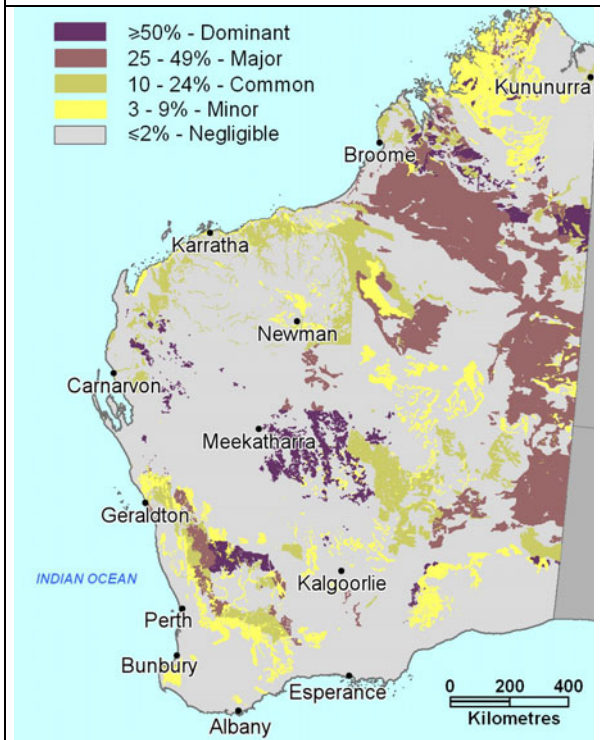 ≥50% - Dominant
25 - 49% - Major
10 - 24% - Common
3 - 9% - Minor
≤2% - Negligible
Kununurra
Broome
Karratha
Newman
Carnarvon
Meekatharra
Geraldton
INDIAN OCEAN
Kalgoorlie
Perth
Bunbury
Esperance
Albany
0 200 400
Kilometres